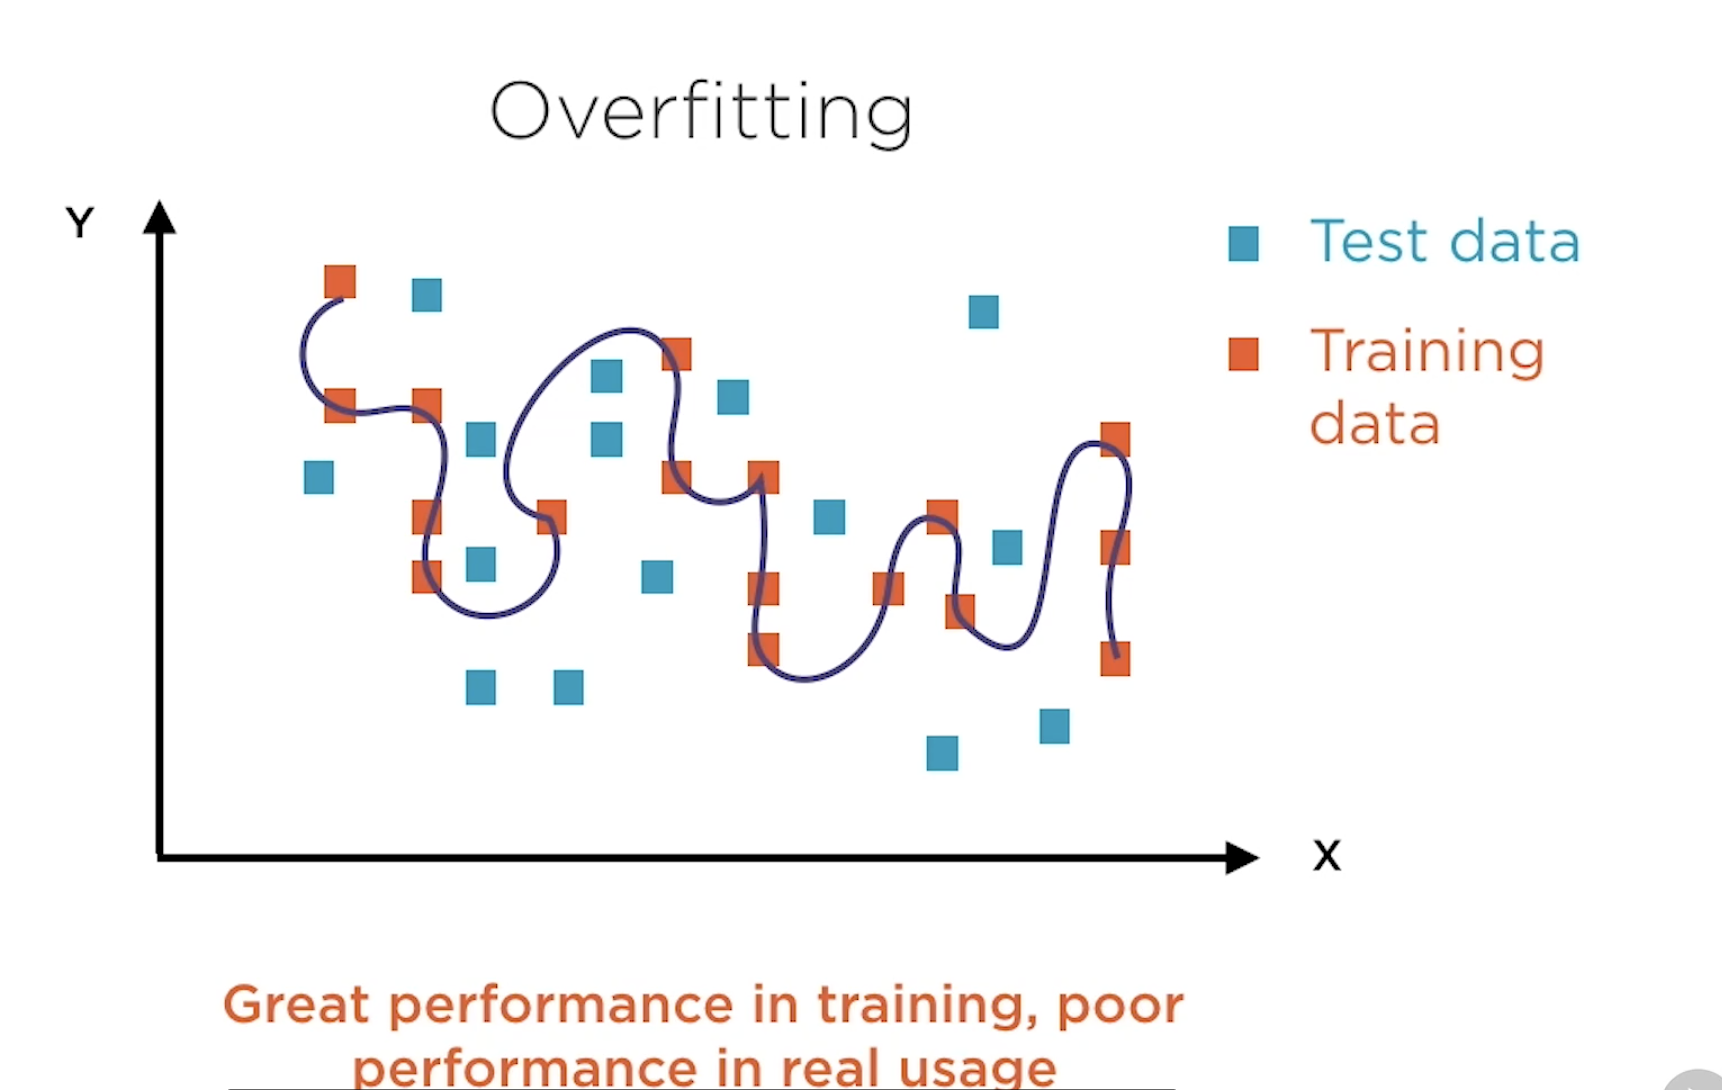 Overfitting
Y
Test data
Training
data
X
Great performance in training, poor
performance in real usage